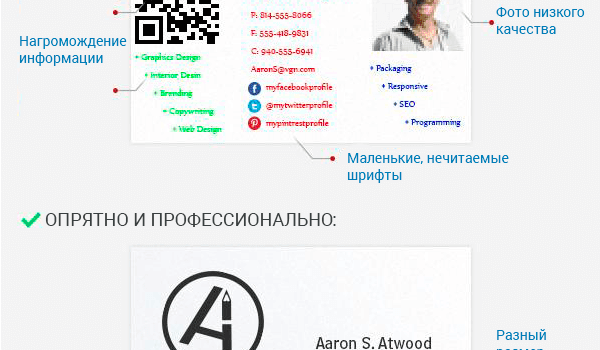 Фото низкого
качества
Нагромождение
информации
P: 814-555-8066
F: 555-418-9831
C: 940-555-6941
AaronS@vgn.com
myfacebookprofile
@mytwitterprofile
mypintrestprofile
Graphics Design
Interior Desin
Branding
Copywriting
Web Design
Packaging
Responsive
SEO
Programming
Маленькие, нечитаемые
шрифты
ОПРЯТНО И ПРОФЕССИОНАЛЬНО:
Aaron S. Atwood
Разный
размер